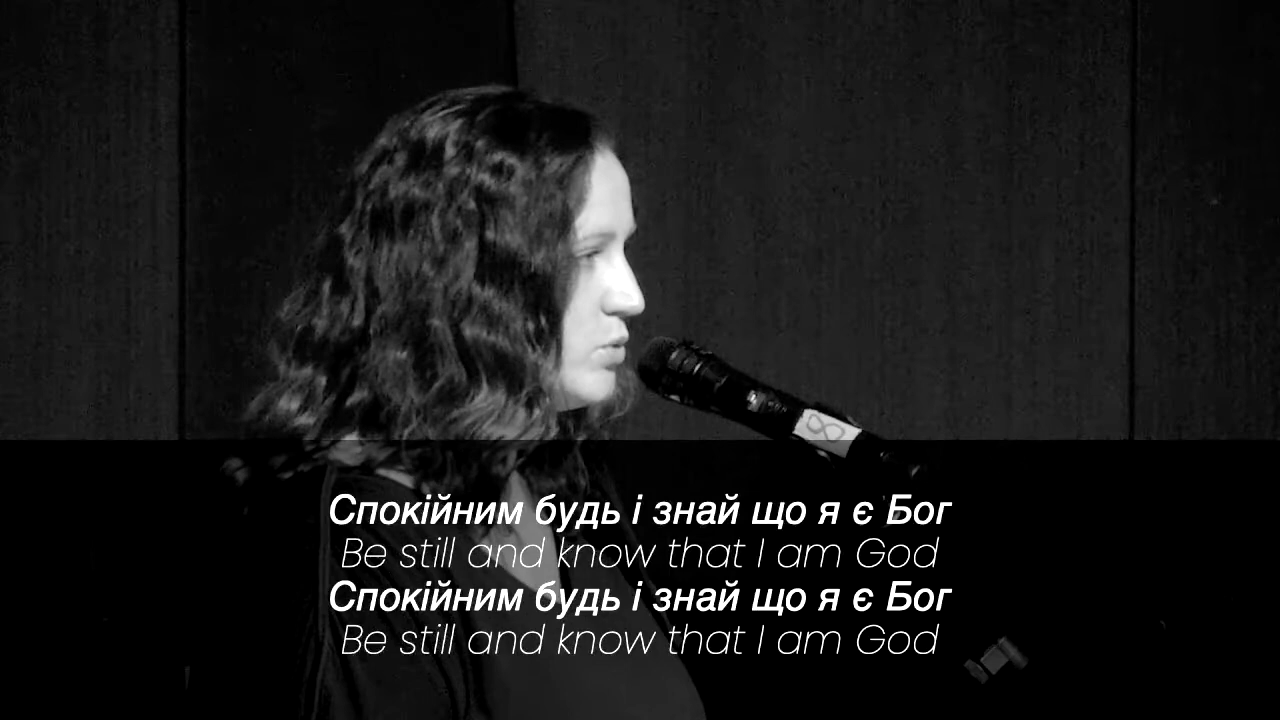 8
Спокійним будь і знай що я є Бог
Be still and know that I am God
Спокійним будь і знай що я є Бог
Be still and know that I am God